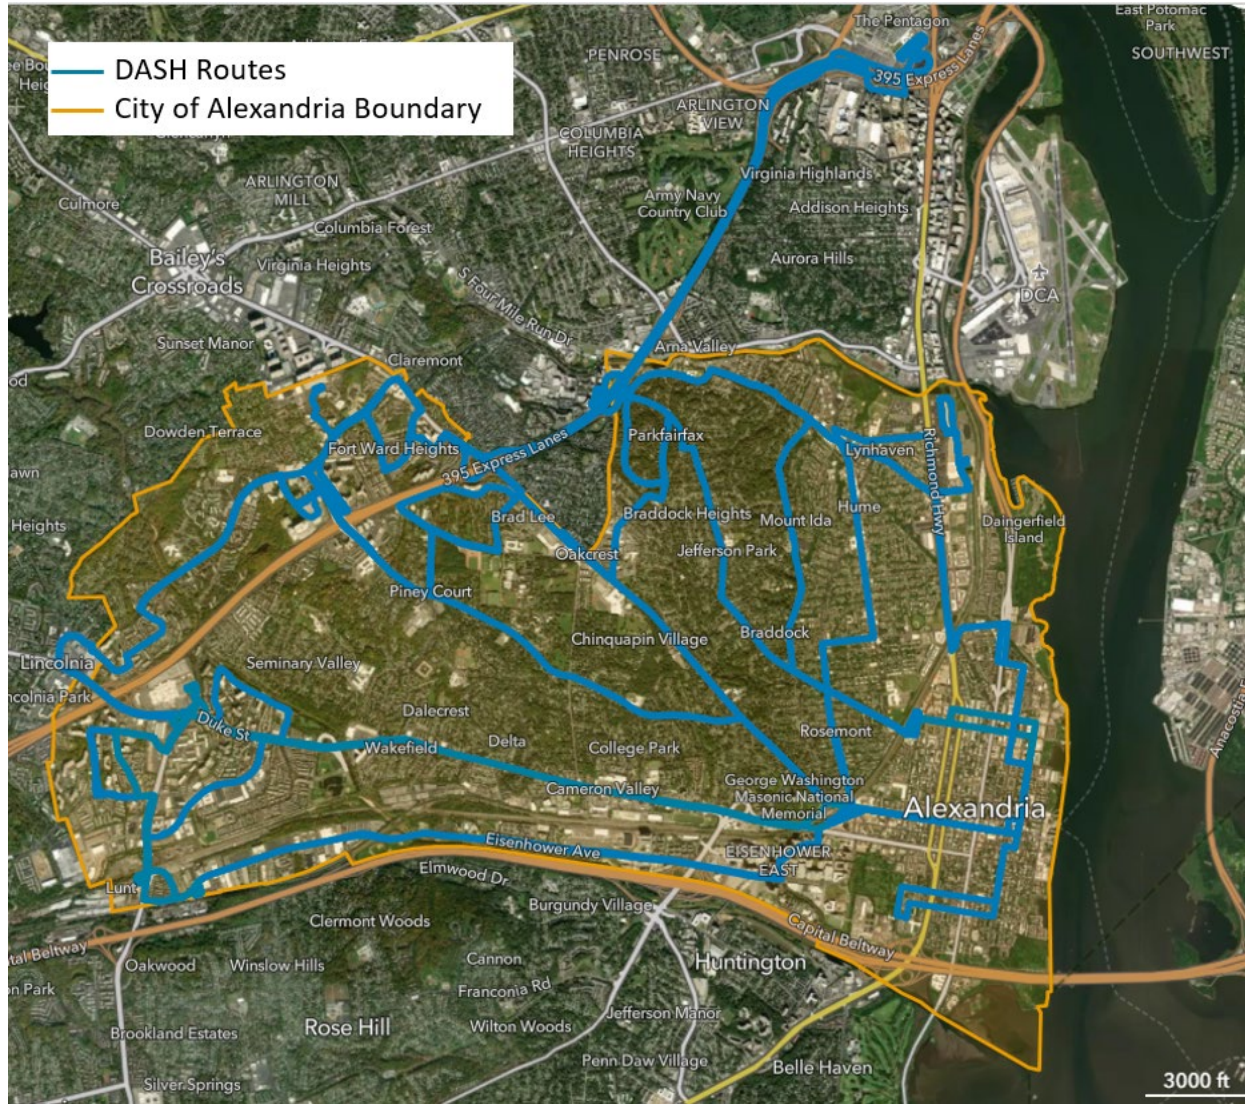 The Pentagon
East Potomac
Park
SOUTHWEST
PENROSE
395 Express Lanes
DASH Routes
City of Alexandria Boundary
ARLINGTON
VIEW
COLUMBIA
HEIGHTS
ARLINGTON
MILL
Culmore
Columbia Forest
Virginia Highlands
Army Navy
Country Club
Addison Heights
Bailey's
Crossroads
Virginia Heights
Aurora Hills
S Four Mile Run Dr
DCA
Sunset Manor
Claremont
Arna Valley
Dowden Terrace
Fort Ward Heights
395 Express Lanes
Parkfairfax
Lynhaven
Richmond Hwy
Heights
Brad Lee
Braddock Heights
Mount Ida
Hume
Daingerfield
Island
Oakcrest
Jefferson Park
Piney Court
Chinquapin Village
Braddock
Lincolnia
Seminary Valley
ncolnia Park
Dalecrest
Duke St
Wakefield
Delta
College Park
Rosemont
Cameron Valley
George Washington
Masonic National
Memorial
Alexandria
Eisenhower Ave
EISENHOWER
EAST
Lunt
Elmwood Dr
Burgundy Village
Clermont Woods
Capital Beltway
tal Beltway
Oakwood
Winslow Hills
Cannon
Huntington
on Park
Franconia Rd
Rose Hill
Wilton Woods
Jefferson Manor
Brookland Estates
Penn Daw Village
Belle Haven
Silver Springs
3000 ft